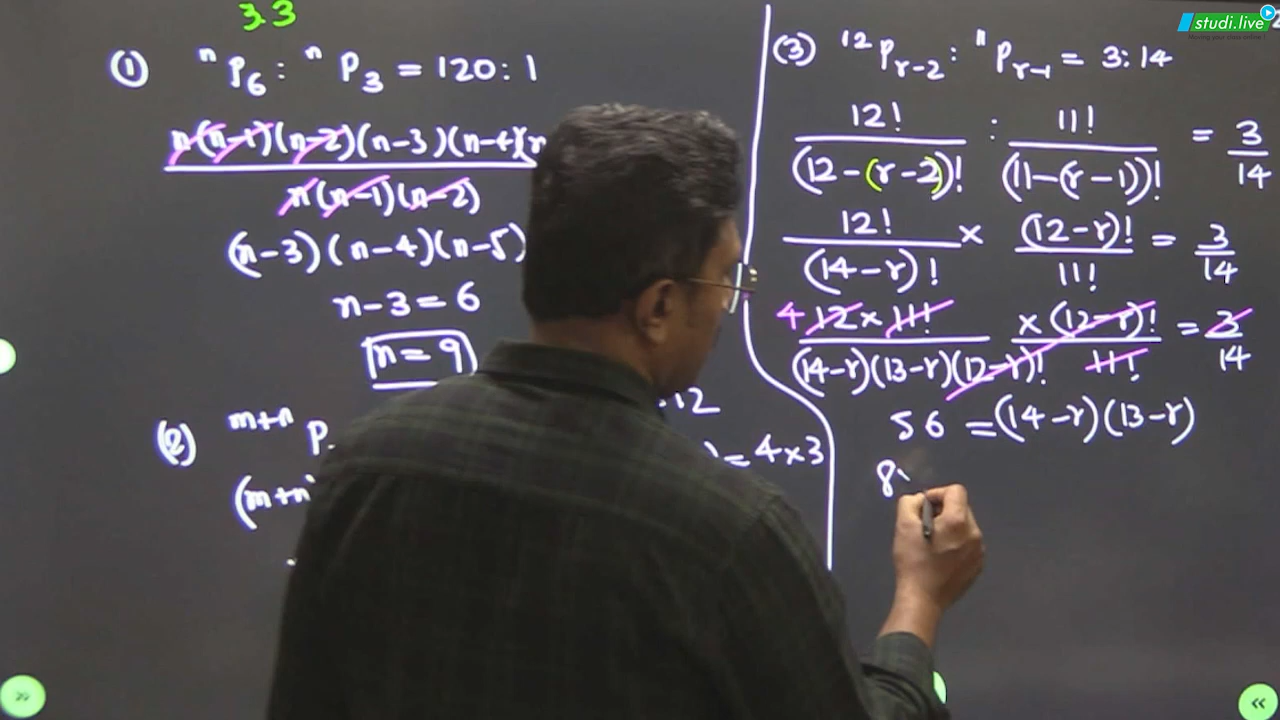 studi.live
33
(1) ⁿP₆ : ⁿP₃ = 120 : 1
n(n-1)(n-2)(n-3)(n-4)(n
n(n-1)(n-2)
(n-3)(n-4)(n-5)
n-3 = 6
n = 9
(2) m+n P
12
(m+n
= 4×3
(3) ¹²P_{r-2} : ¹¹P_{r-1} = 3:14
12! / (12-(r-2))! : 11! / (11-(r-1))! = 3/14
12! / (14-r)! × (12-r)! / 11! = 3/14
4 12 × 11! / (14-r)(13-r)(12-r)! × (12-r)! / 11! = 3/14
56 = (14-r)(13-r)
8